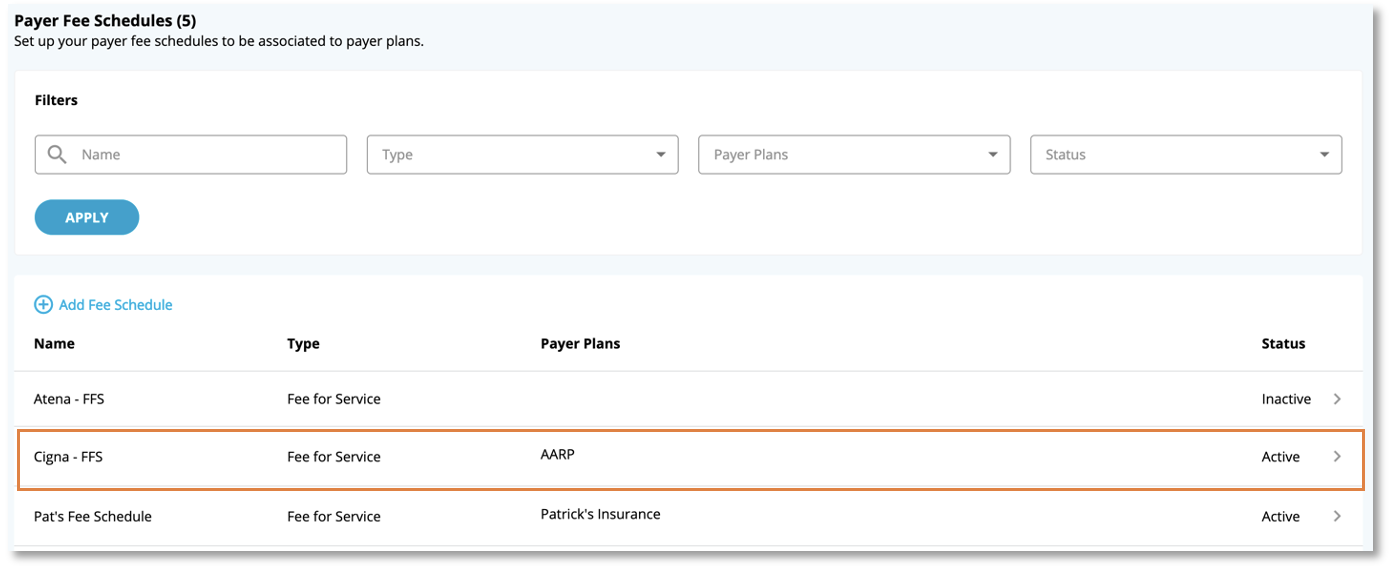 Payer Fee Schedules (5)
Set up your payer fee schedules to be associated to payer plans.
Filters
Name Type Payer Plans Status
APPLY
Add Fee Schedule
Name Type Payer Plans Status
Atena - FFS Fee for Service Inactive
Cigna - FFS Fee for Service AARP Active
Pat's Fee Schedule Fee for Service Patrick's Insurance Active